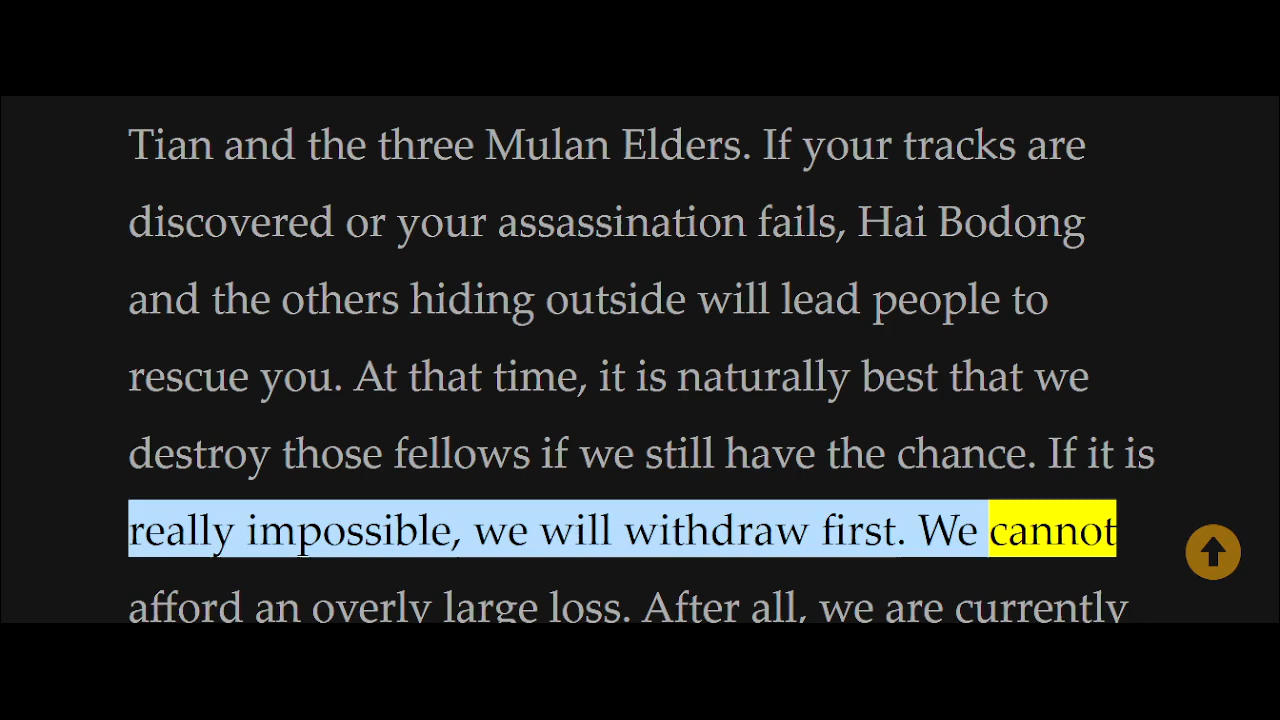 Tian and the three Mulan Elders. If your tracks are
discovered or your assassination fails, Hai Bodong
and the others hiding outside will lead people to
rescue you. At that time, it is naturally best that we
destroy those fellows if we still have the chance. If it is
really impossible, we will withdraw first. We cannot
afford an overly large loss. After all, we are currently